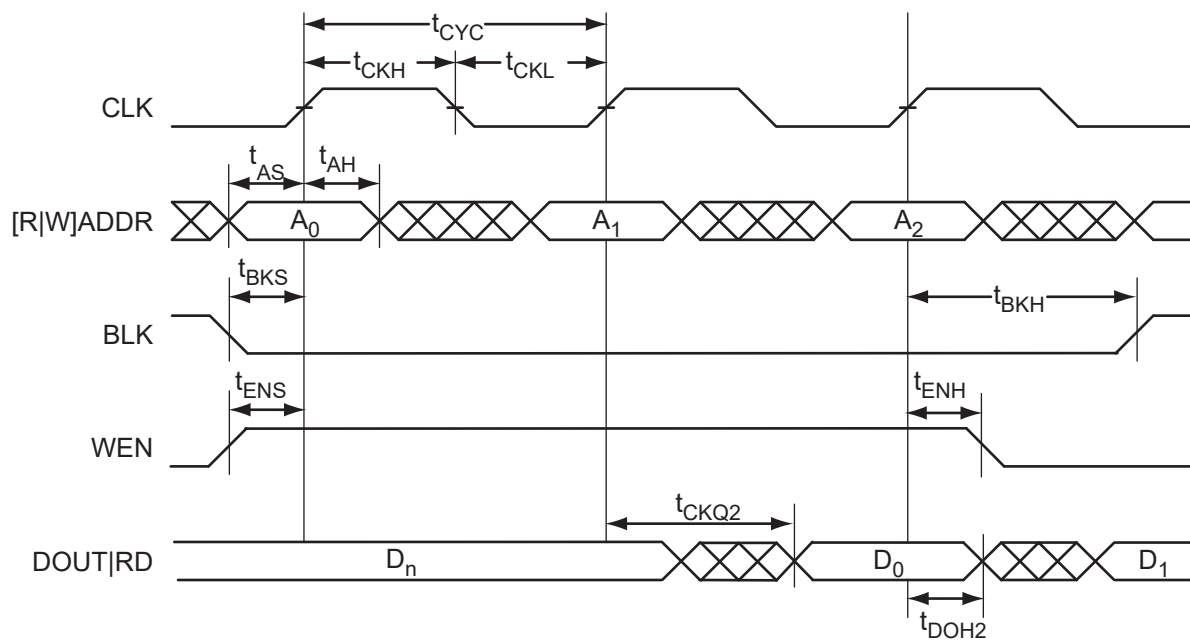 tCYC
tCKH tCKL
CLK
tAS tAH
[R|W]ADDR A0 A1 A2
tBKS tBKH
BLK
tENS tENH
WEN
tCKQ2
DOUT|RD Dn D0 D1
tDOH2